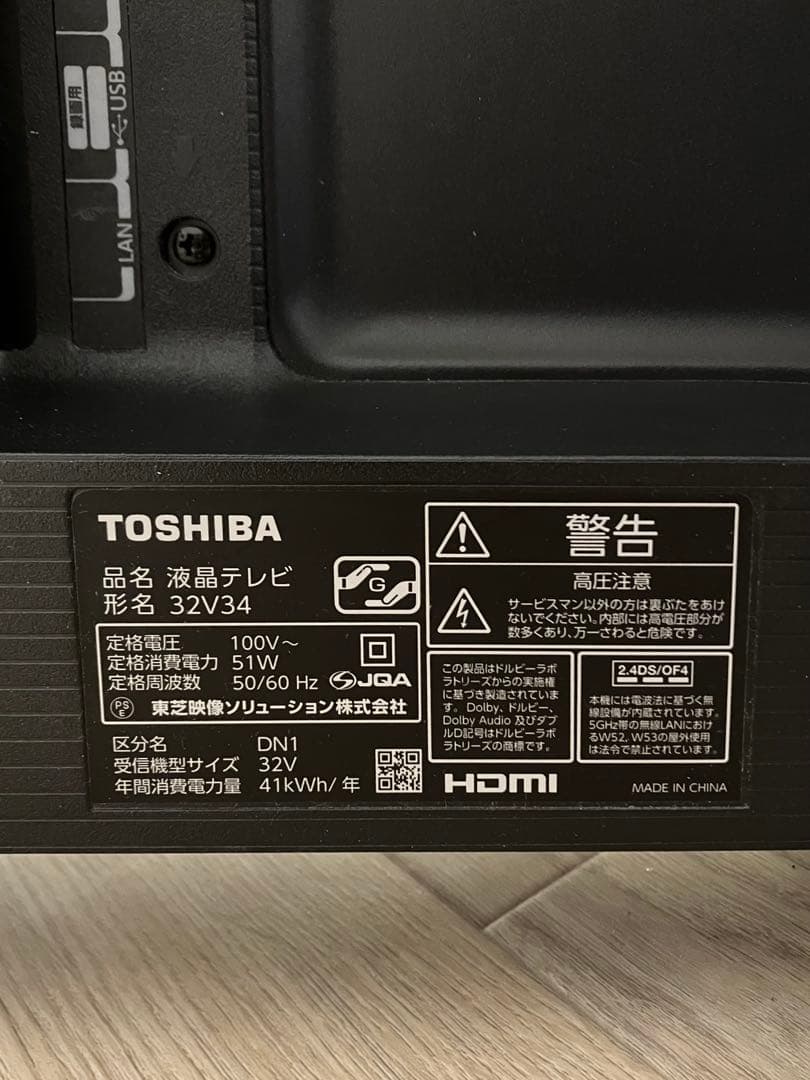 録画用
USB
LAN
TOSHIBA
品名 液晶テレビ
形名 32V34
G
定格電圧 100V～
定格消費電力 51W
定格周波数 50/60 Hz
JQA
PS
E
東芝映像ソリューション株式会社
区分名 DN1
受信機型サイズ 32V
年間消費電力量 41kWh/年
警告
高圧注意
サービスマン以外の方は裏ぶたをあけ
ないでください。内部には高電圧部分が
数多くあり、万一さわると危険です。
この製品はドルビーラボ
ラトリーズからの実施権
に基づき製造されていま
す。Dolby、ドルビー、
Dolby Audio 及びダブ
ルD記号はドルビーラボ
ラトリーズの商標です。
2.4DS/OF4
本機には電波法に基づく無
線設備が内蔵されています。
5GHz帯の無線LANにおけ
るW52、W53の屋外使用
は法令で禁止されています。
HDMI
MADE IN CHINA